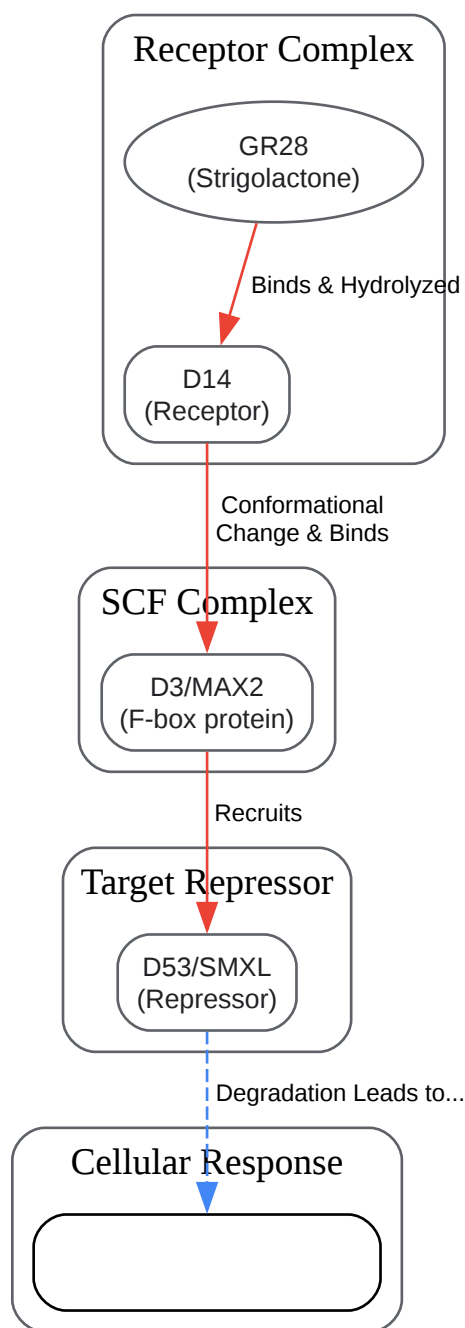 Receptor Complex
GR28
(Strigolactone)
Binds & Hydrolyzed
D14
(Receptor)
Conformational
Change & Binds
SCF Complex
D3/MAX2
(F-box protein)
Recruits
Target Repressor
D53/SMXL
(Repressor)
Degradation Leads to...
Cellular Response